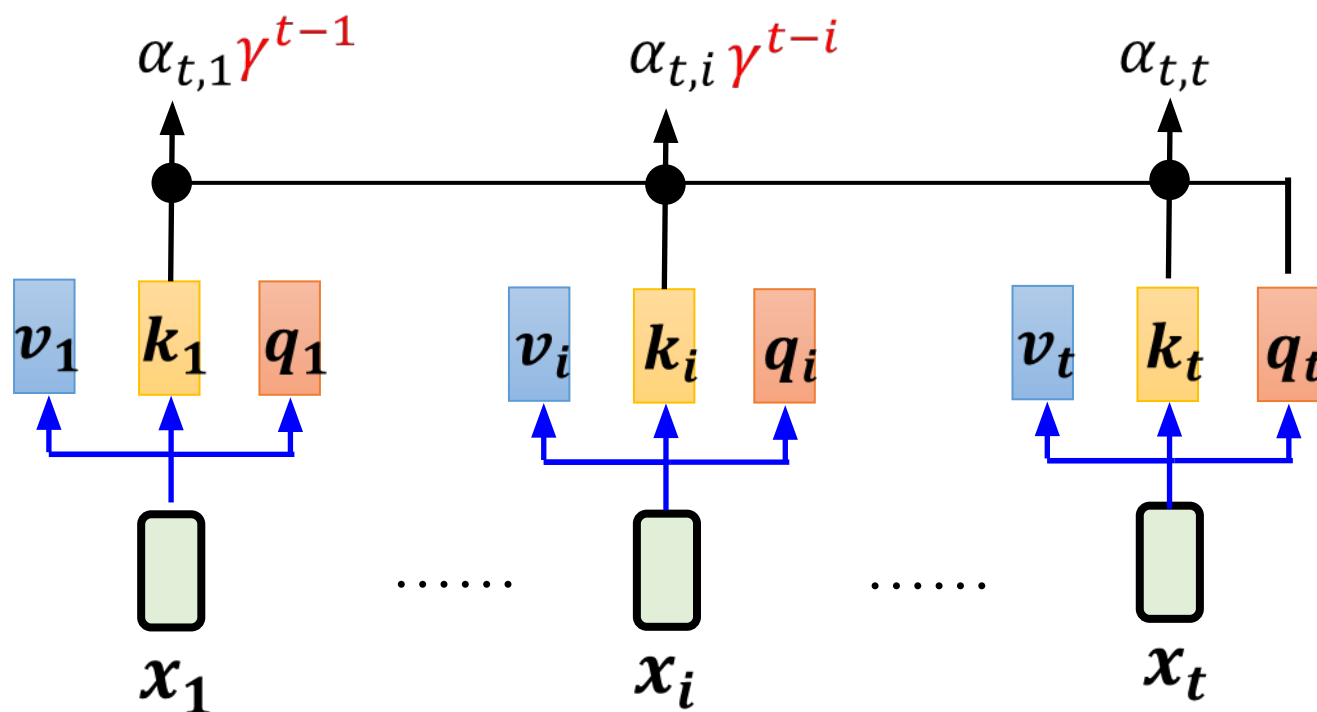 α_{t,1} γ^{t−1} α_{t,i} γ^{t−i} α_{t,t}
v_1 k_1 q_1 v_i k_i q_i v_t k_t q_t
...... ......
x_1 x_i x_t